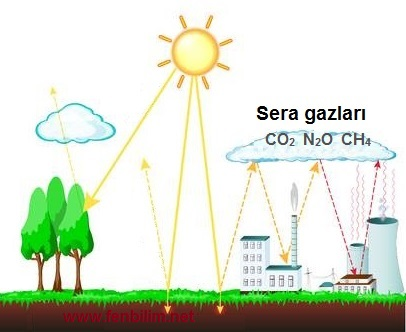 Sera gazları
CO₂ N₂O CH₄
www.fenbilim.net